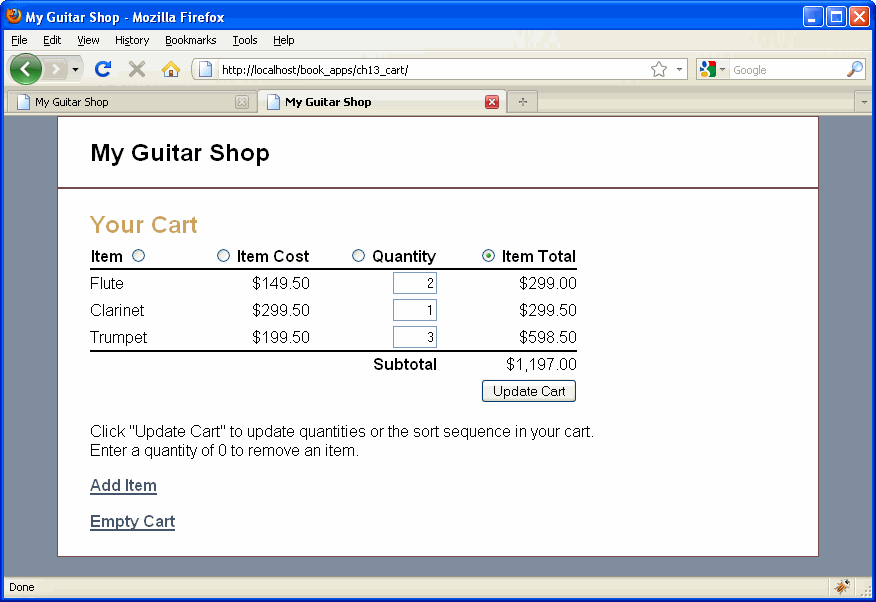 My Guitar Shop - Mozilla Firefox
File Edit View History Bookmarks Tools Help
http://localhost/book_apps/ch13_cart/ Google
My Guitar Shop My Guitar Shop
My Guitar Shop
Your Cart
Item Item Cost Quantity Item Total
Flute $149.50 2 $299.00
Clarinet $299.50 1 $299.50
Trumpet $199.50 3 $598.50
Subtotal $1,197.00
Update Cart
Click "Update Cart" to update quantities or the sort sequence in your cart.
Enter a quantity of 0 to remove an item.
Add Item
Empty Cart
Done